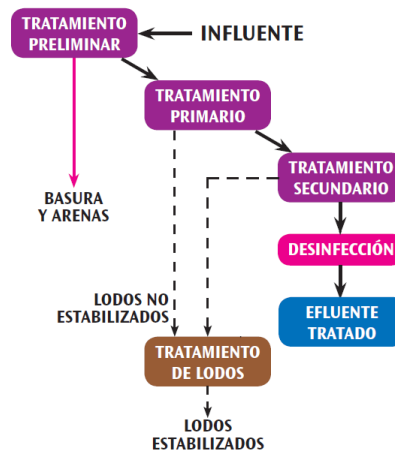 TRATAMIENTO
PRELIMINAR
INFLUENTE
TRATAMIENTO
PRIMARIO
TRATAMIENTO
SECUNDARIO
BASURA
Y ARENAS
DESINFECCIÓN
LODOS NO
ESTABILIZADOS
EFLUENTE
TRATADO
TRATAMIENTO
DE LODOS
LODOS
ESTABILIZADOS